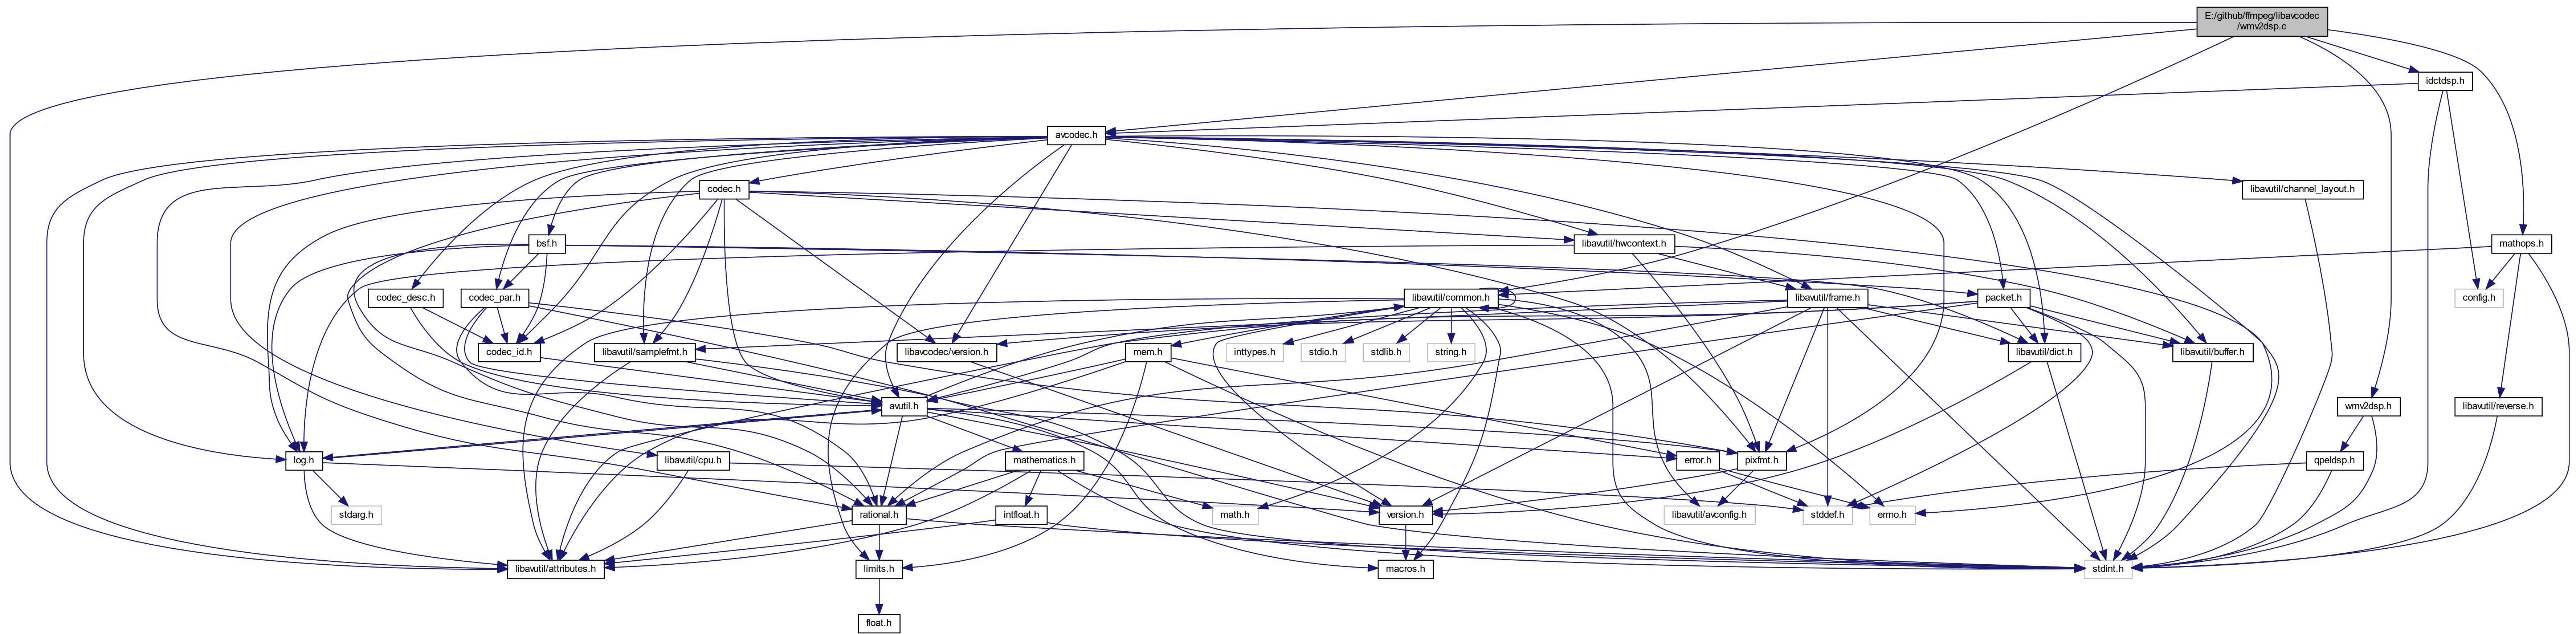 E:/github/ffmpeg/libavcodec
/wmv2dsp.c
idctdsp.h
avcodec.h
codec.h
libavutil/channel_layout.h
bsf.h
libavutil/hwcontext.h
mathops.h
codec_desc.h
codec_par.h
libavutil/common.h
libavutil/frame.h
packet.h
config.h
codec_id.h
libavutil/samplefmt.h
libavcodec/version.h
mem.h
inttypes.h
stdio.h
stdlib.h
string.h
libavutil/dict.h
libavutil/buffer.h
avutil.h
wmv2dsp.h
libavutil/reverse.h
log.h
libavutil/cpu.h
mathematics.h
error.h
pixfmt.h
qpeldsp.h
stdarg.h
rational.h
intfloat.h
math.h
version.h
libavutil/avconfig.h
stddef.h
errno.h
libavutil/attributes.h
limits.h
macros.h
stdint.h
float.h